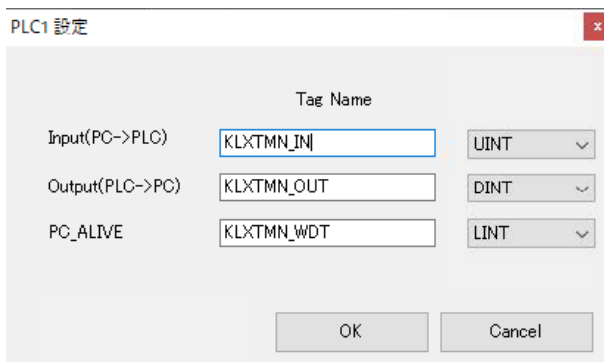 PLC1 設定
x
Tag Name
Input(PC->PLC) KLXTMN_IN UINT
Output(PLC->PC) KLXTMN_OUT DINT
PC_ALIVE KLXTMN_WDT LINT
OK Cancel